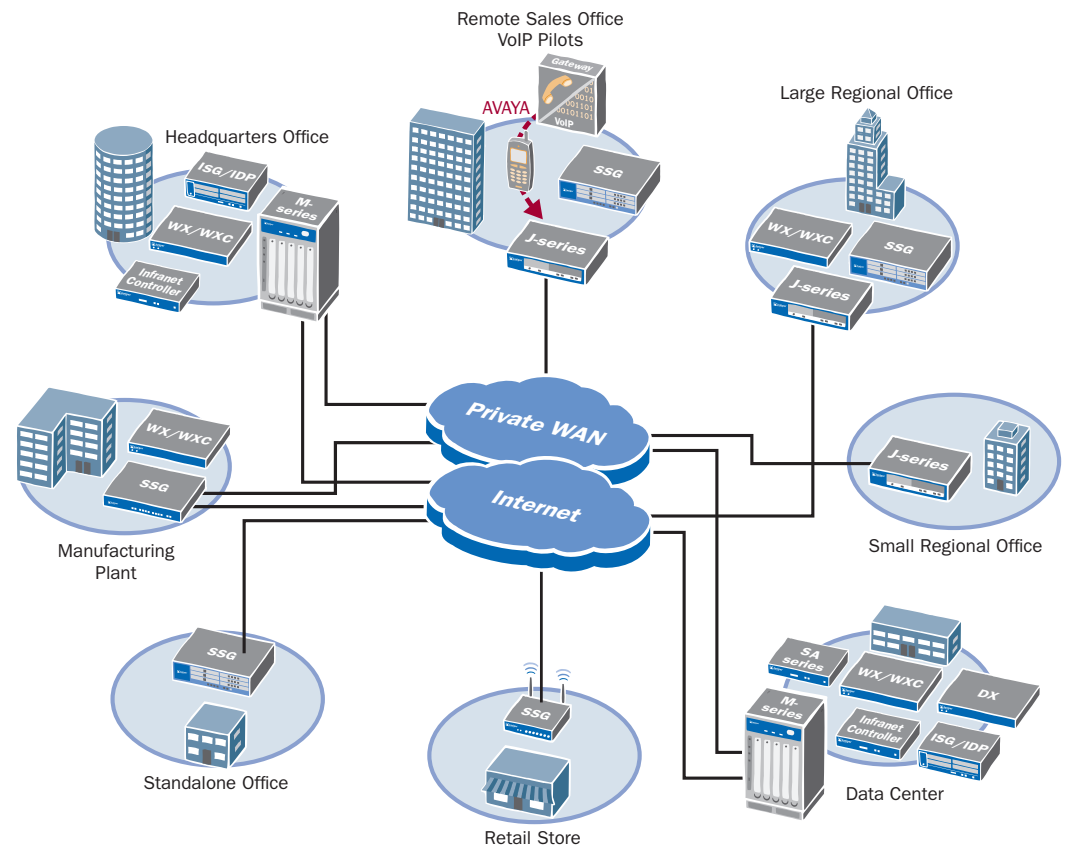 Remote Sales Office
VoIP Pilots
Gateway
AVAYA
VoIP
SSG
J-series
Large Regional Office
WX/WXC
SSG
J-series
Headquarters Office
ISG/IDP
M-
series
WX/WXC
Infranet
Controller
Private WAN
Internet
WX/WXC
SSG
Manufacturing
Plant
J-series
Small Regional Office
SSG
Standalone Office
SSG
Retail Store
SA
series
WX/WXC
DX
M-
series
Infranet
Controller
ISG/IDP
Data Center